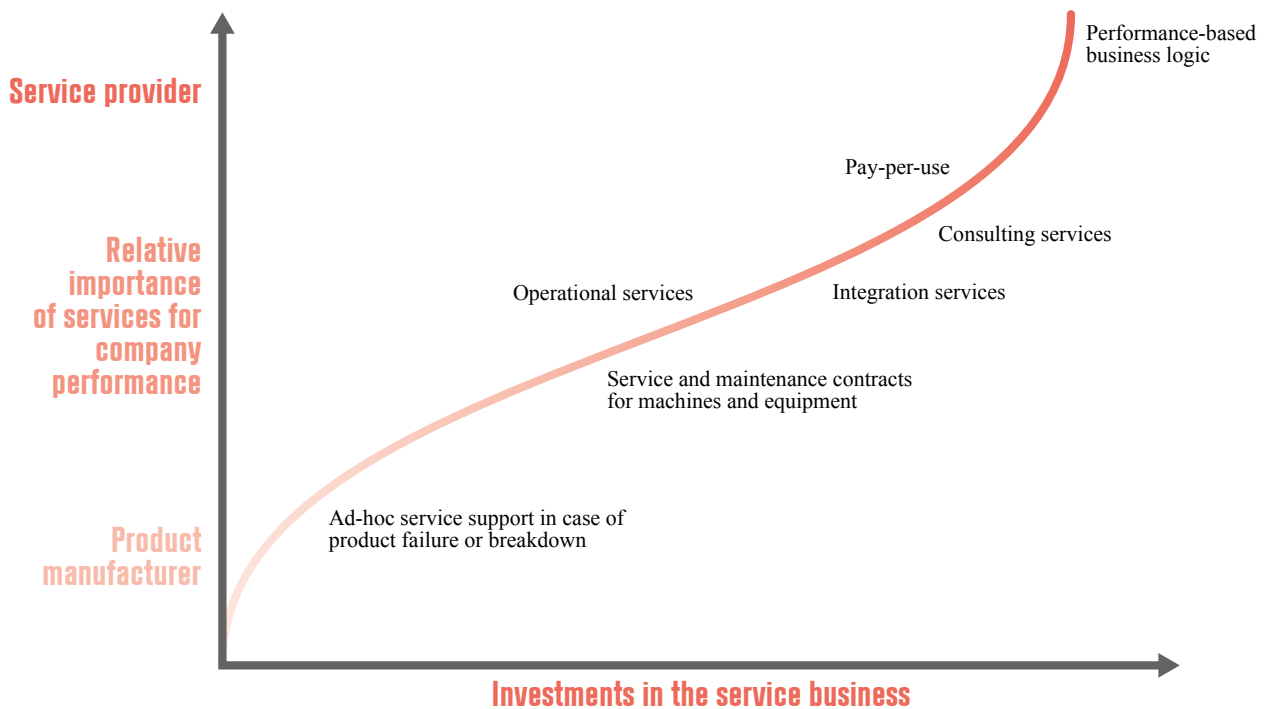 Performance-based
business logic
Service provider
Pay-per-use
Consulting services
Relative
importance
of services for
company
performance
Operational services
Integration services
Service and maintenance contracts
for machines and equipment
Ad-hoc service support in case of
product failure or breakdown
Product
manufacturer
Investments in the service business